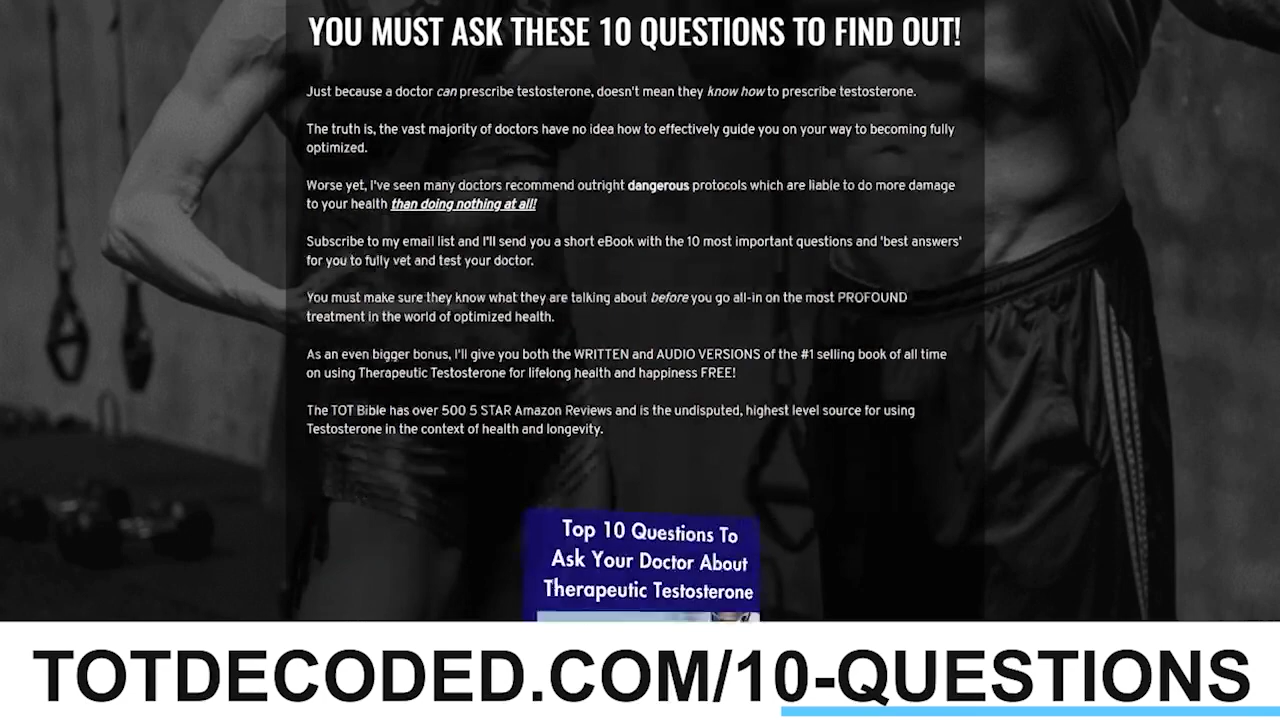 YOU MUST ASK THESE 10 QUESTIONS TO FIND OUT!
Just because a doctor can prescribe testosterone, doesn't mean they know how to prescribe testosterone.
The truth is, the vast majority of doctors have no idea how to effectively guide you on your way to becoming fully
optimized.
Worse yet, I've seen many doctors recommend outright dangerous protocols which are liable to do more damage
to your health than doing nothing at all!
Subscribe to my email list and I'll send you a short eBook with the 10 most important questions and 'best answers'
for you to fully vet and test your doctor.
You must make sure they know what they are talking about before you go all-in on the most PROFOUND
treatment in the world of optimized health.
As an even bigger bonus, I'll give you both the WRITTEN and AUDIO VERSIONS of the #1 selling book of all time
on using Therapeutic Testosterone for lifelong health and happiness FREE!
The TOT Bible has over 500 5 STAR Amazon Reviews and is the undisputed, highest level source for using
Testosterone in the context of health and longevity.
Top 10 Questions To
Ask Your Doctor About
Therapeutic Testosterone
TOTDECODED.COM/10-QUESTIONS